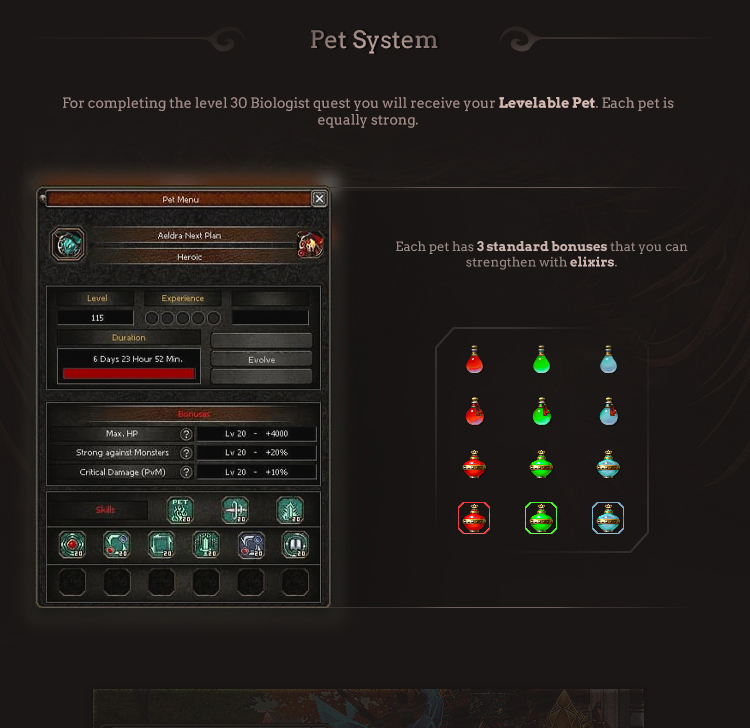 Pet System
For completing the level 30 Biologist quest you will receive your Levelable Pet. Each pet is
equally strong.
Pet Menu
Aeldra Next Plan
Heroic
Level
Experience
115
Duration
6 Days 23 Hour 52 Min.
Evolve
Bonuses
Max. HP
?
Lv 20 - +4000
Strong against Monsters
?
Lv 20 - +20%
Critical Damage (PvM)
?
Lv 20 - +10%
Skills
PET
20
20
20
20
20
20
20
20
20
Each pet has 3 standard bonuses that you can
strengthen with elixirs.